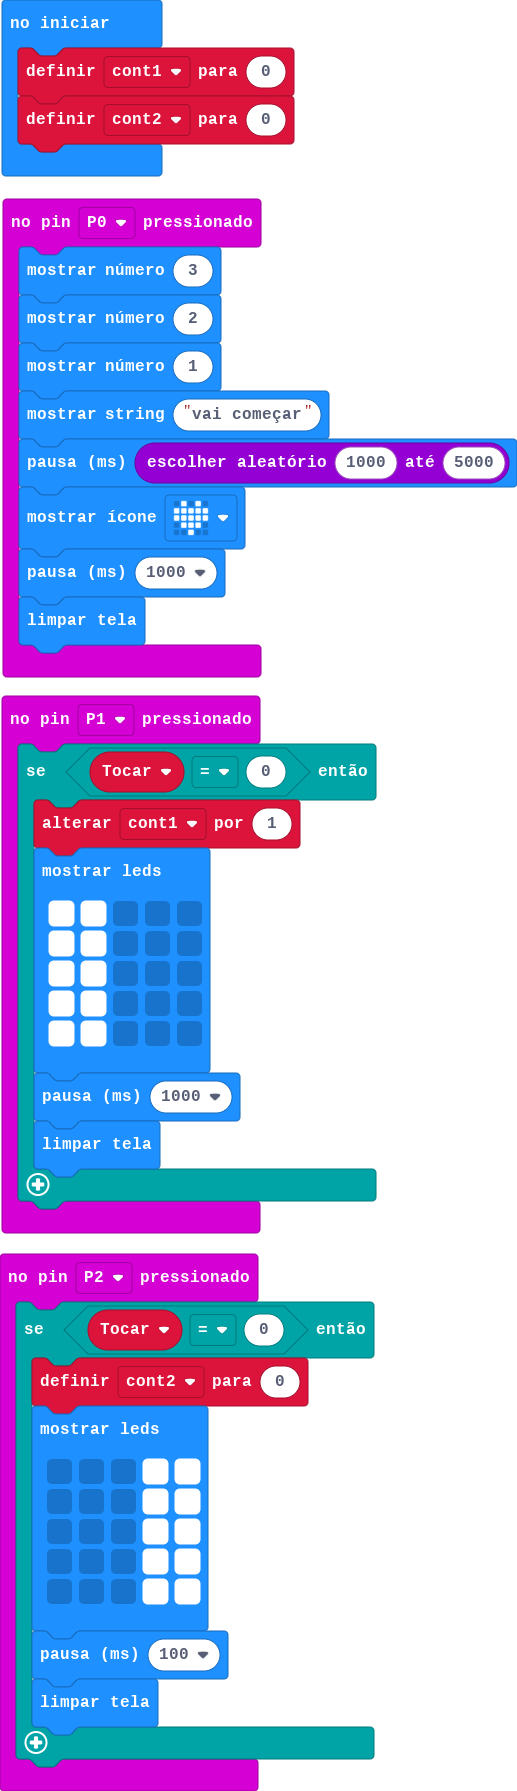 no iniciar
definir cont1 para 0
definir cont2 para 0
no pin P0 pressionado
mostrar número 3
mostrar número 2
mostrar número 1
mostrar string "vai começar"
pausa (ms) escolher aleatório 1000 até 5000
mostrar ícone
pausa (ms) 1000
limpar tela
no pin P1 pressionado
se Tocar = 0 então
alterar cont1 por 1
mostrar leds
pausa (ms) 1000
limpar tela
no pin P2 pressionado
se Tocar = 0 então
definir cont2 para 0
mostrar leds
pausa (ms) 100
limpar tela